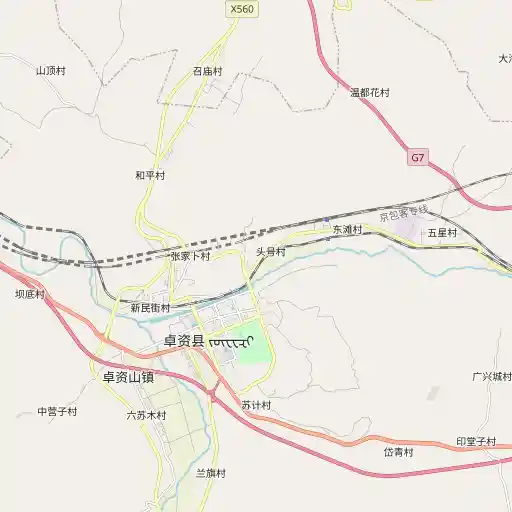 X560
大
山顶村
召庙村
温都花村
G7
和平村
京包客专线
东滩村
五星村
张家卜村
头号村
坝底村
新民街村
卓资县
卓资山镇
广兴城村
中营子村
六苏木村
苏计村
印堂子村
岱青村
兰旗村